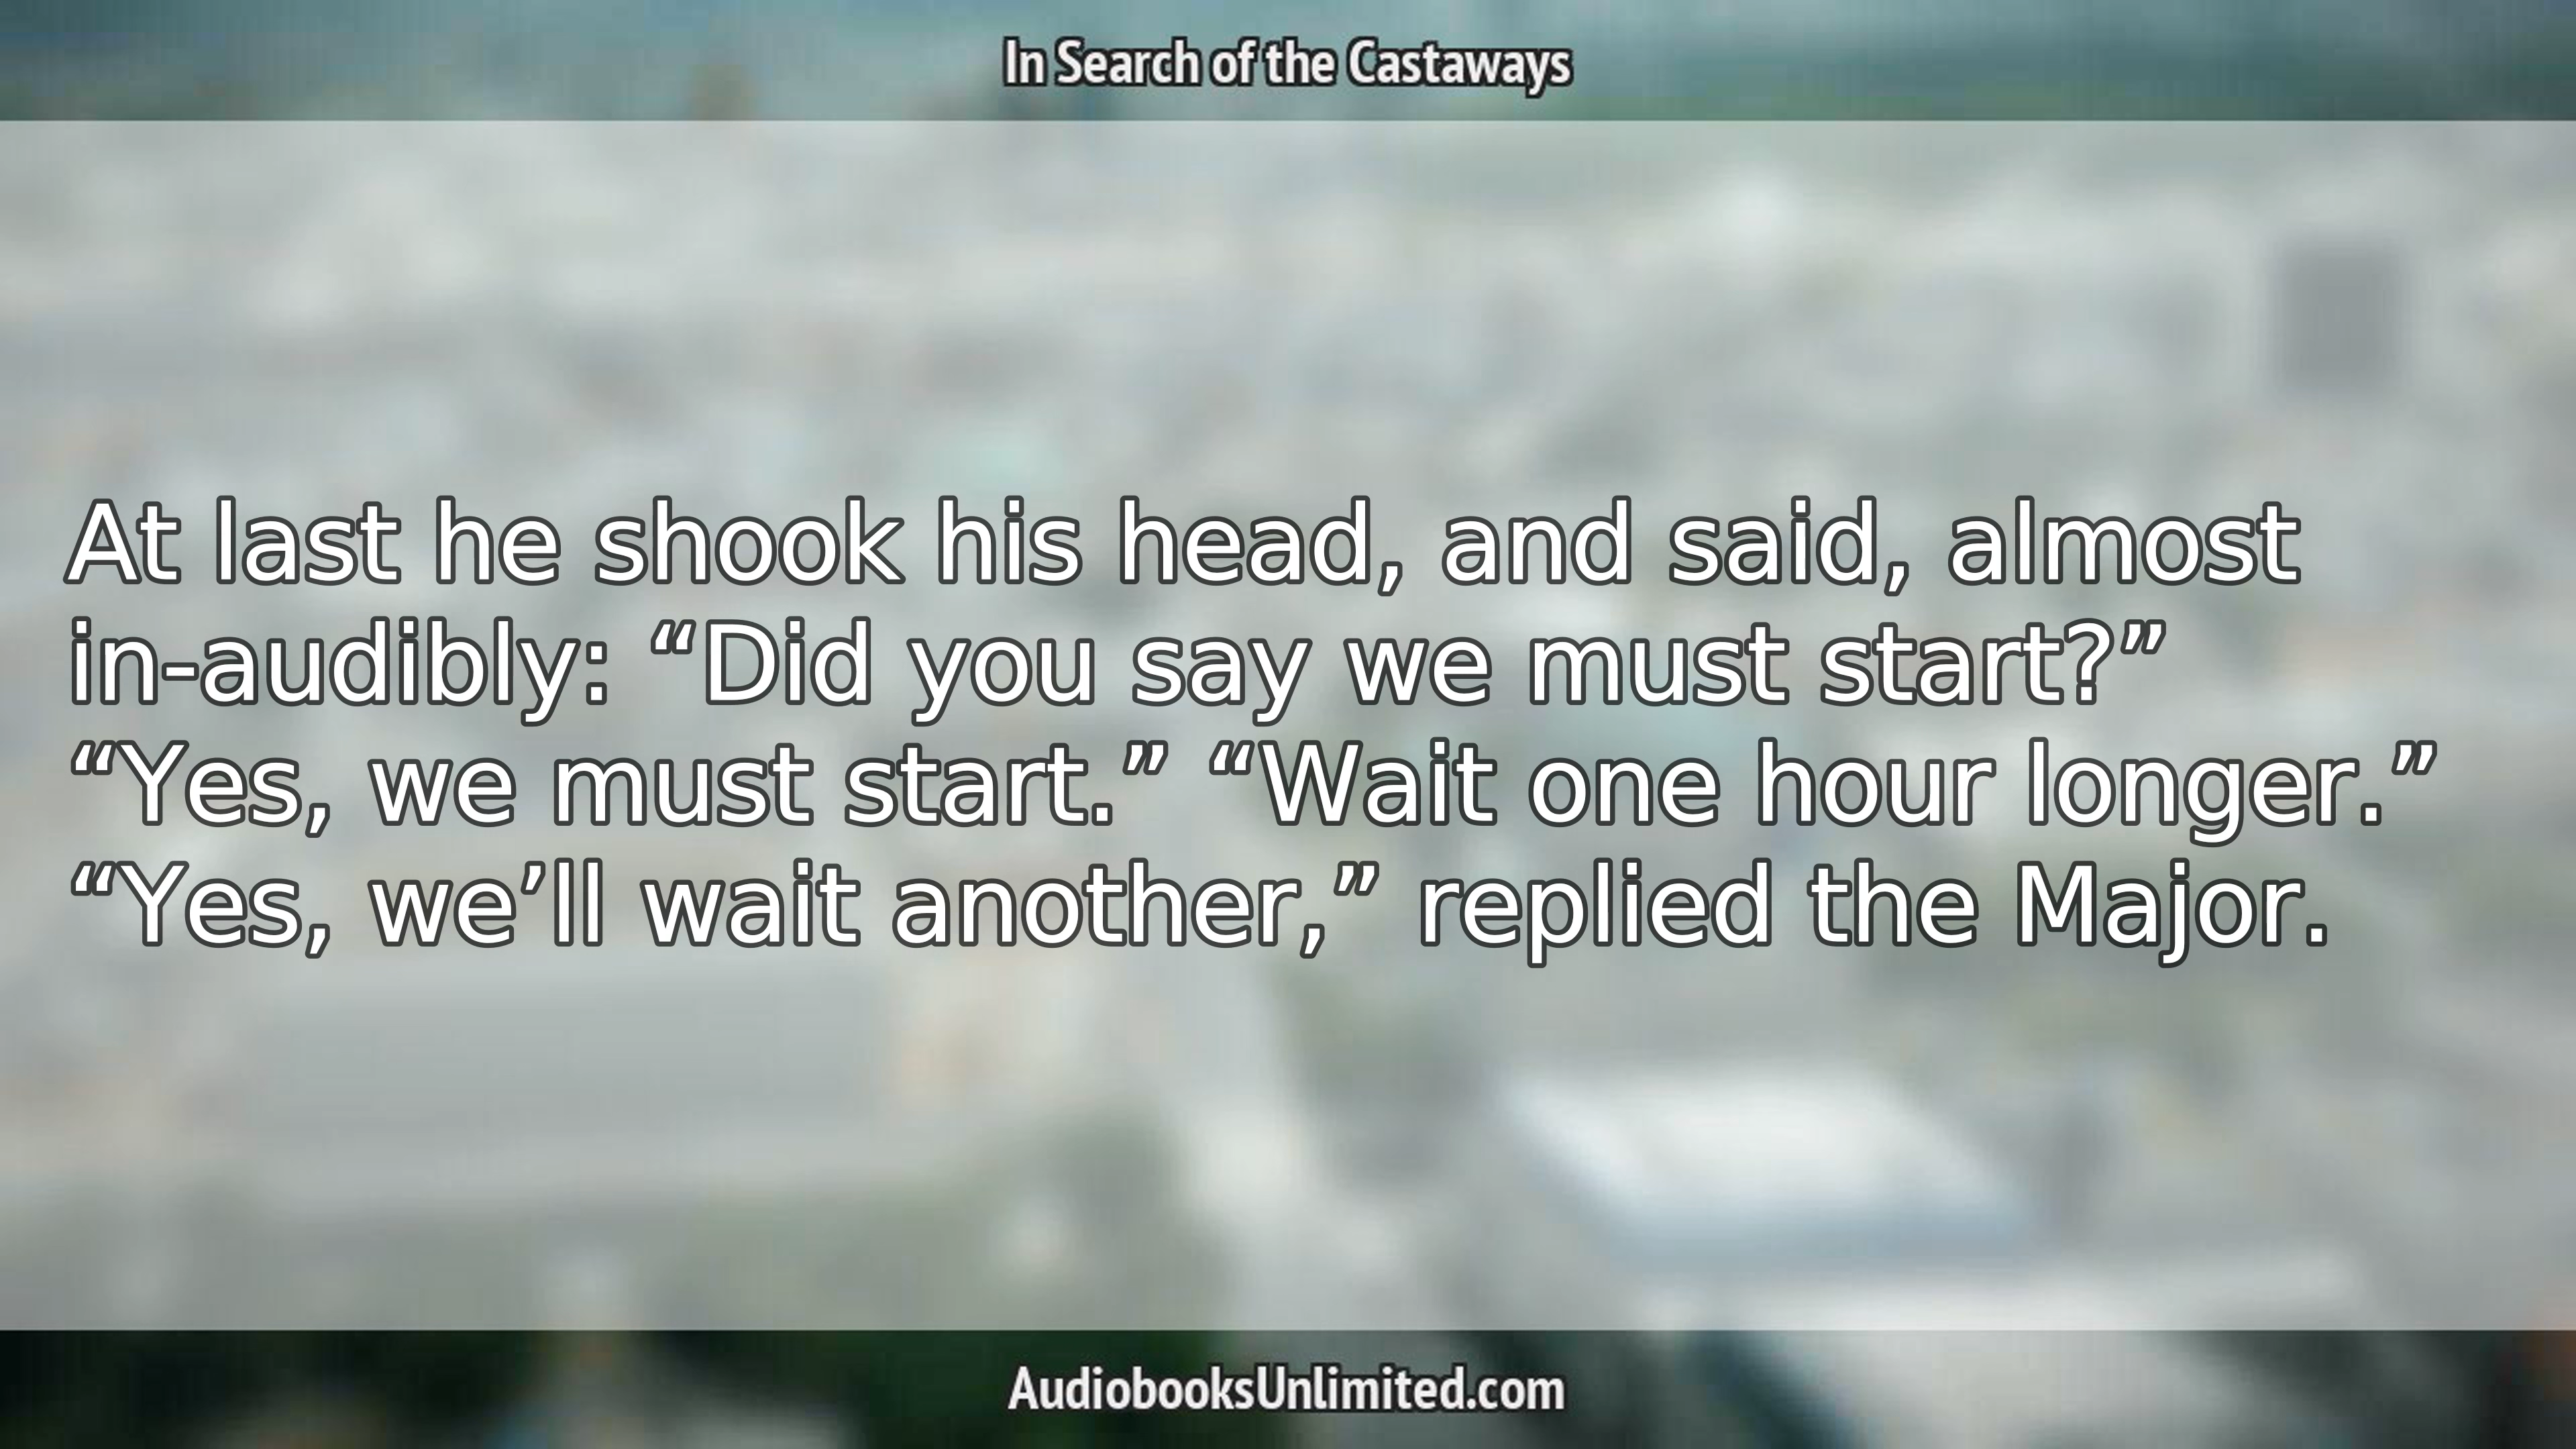 In Search of the Castaways
At last he shook his head, and said, almost
in-audibly: “Did you say we must start?”
“Yes, we must start.” “Wait one hour longer.”
“Yes, we’ll wait another,” replied the Major.
AudiobooksUnlimited.com